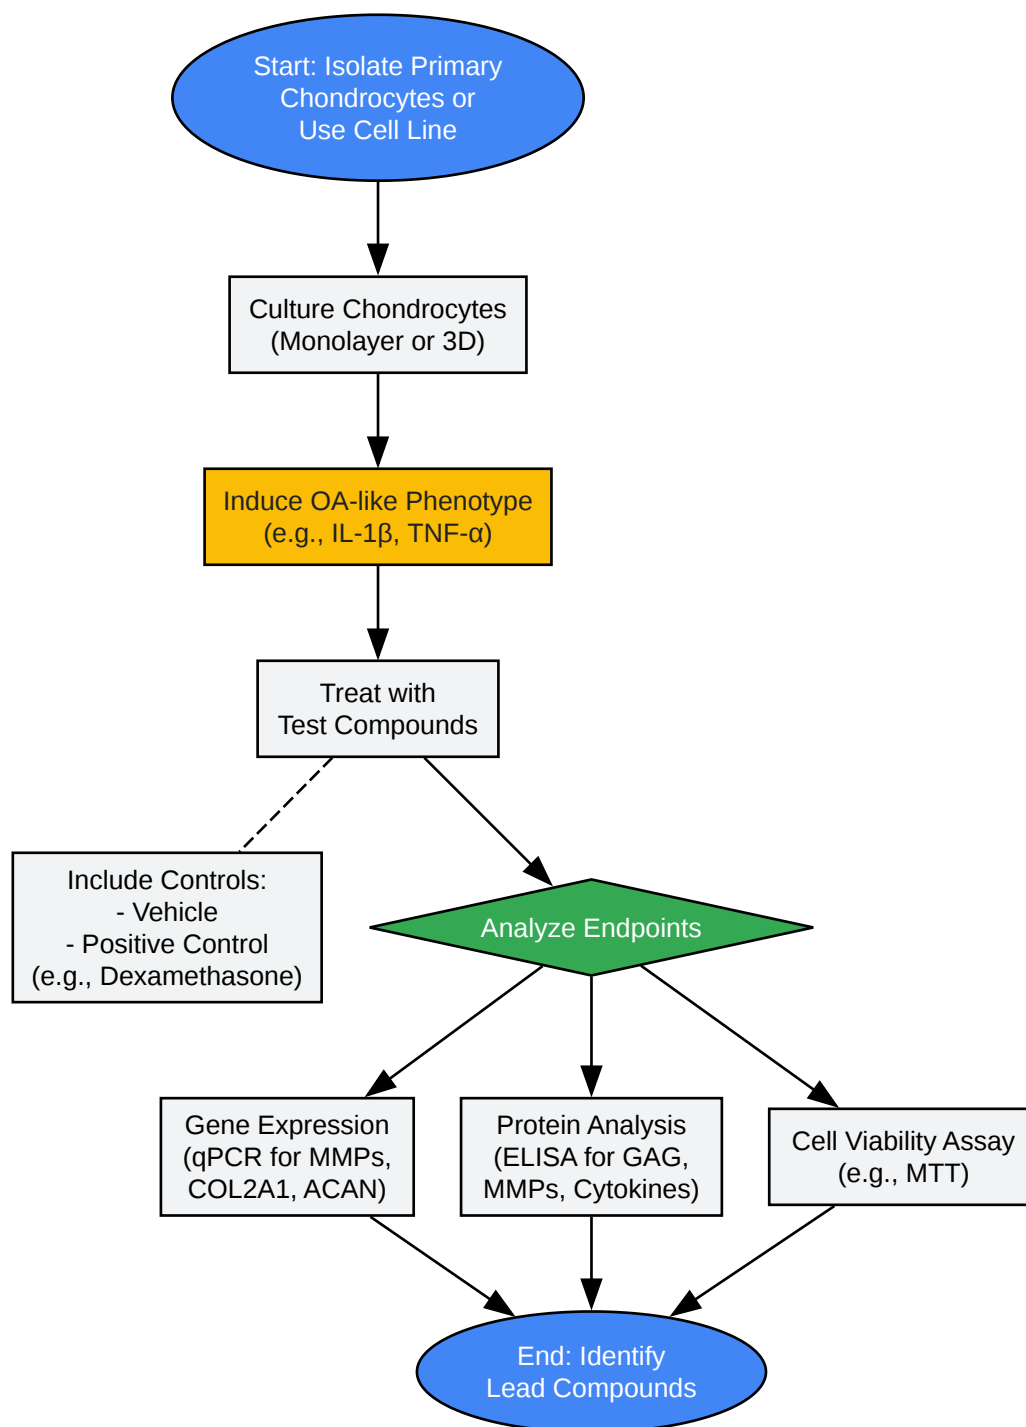 Start: Isolate Primary
Chondrocytes or
Use Cell Line
Culture Chondrocytes
(Monolayer or 3D)
Induce OA-like Phenotype
(e.g., IL-1β, TNF-α)
Treat with
Test Compounds
Include Controls:
- Vehicle
- Positive Control
(e.g., Dexamethasone)
Analyze Endpoints
Gene Expression
(qPCR for MMPs,
COL2A1, ACAN)
Protein Analysis
(ELISA for GAG,
MMPs, Cytokines)
Cell Viability Assay
(e.g., MTT)
End: Identify
Lead Compounds